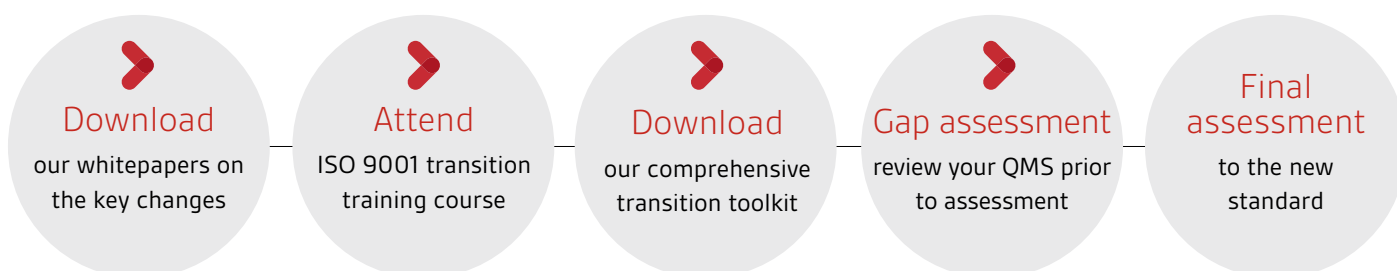 Download
our whitepapers on
the key changes
Attend
ISO 9001 transition
training course
Download
our comprehensive
transition toolkit
Gap assessment
review your QMS prior
to assessment
Final
assessment
to the new
standard